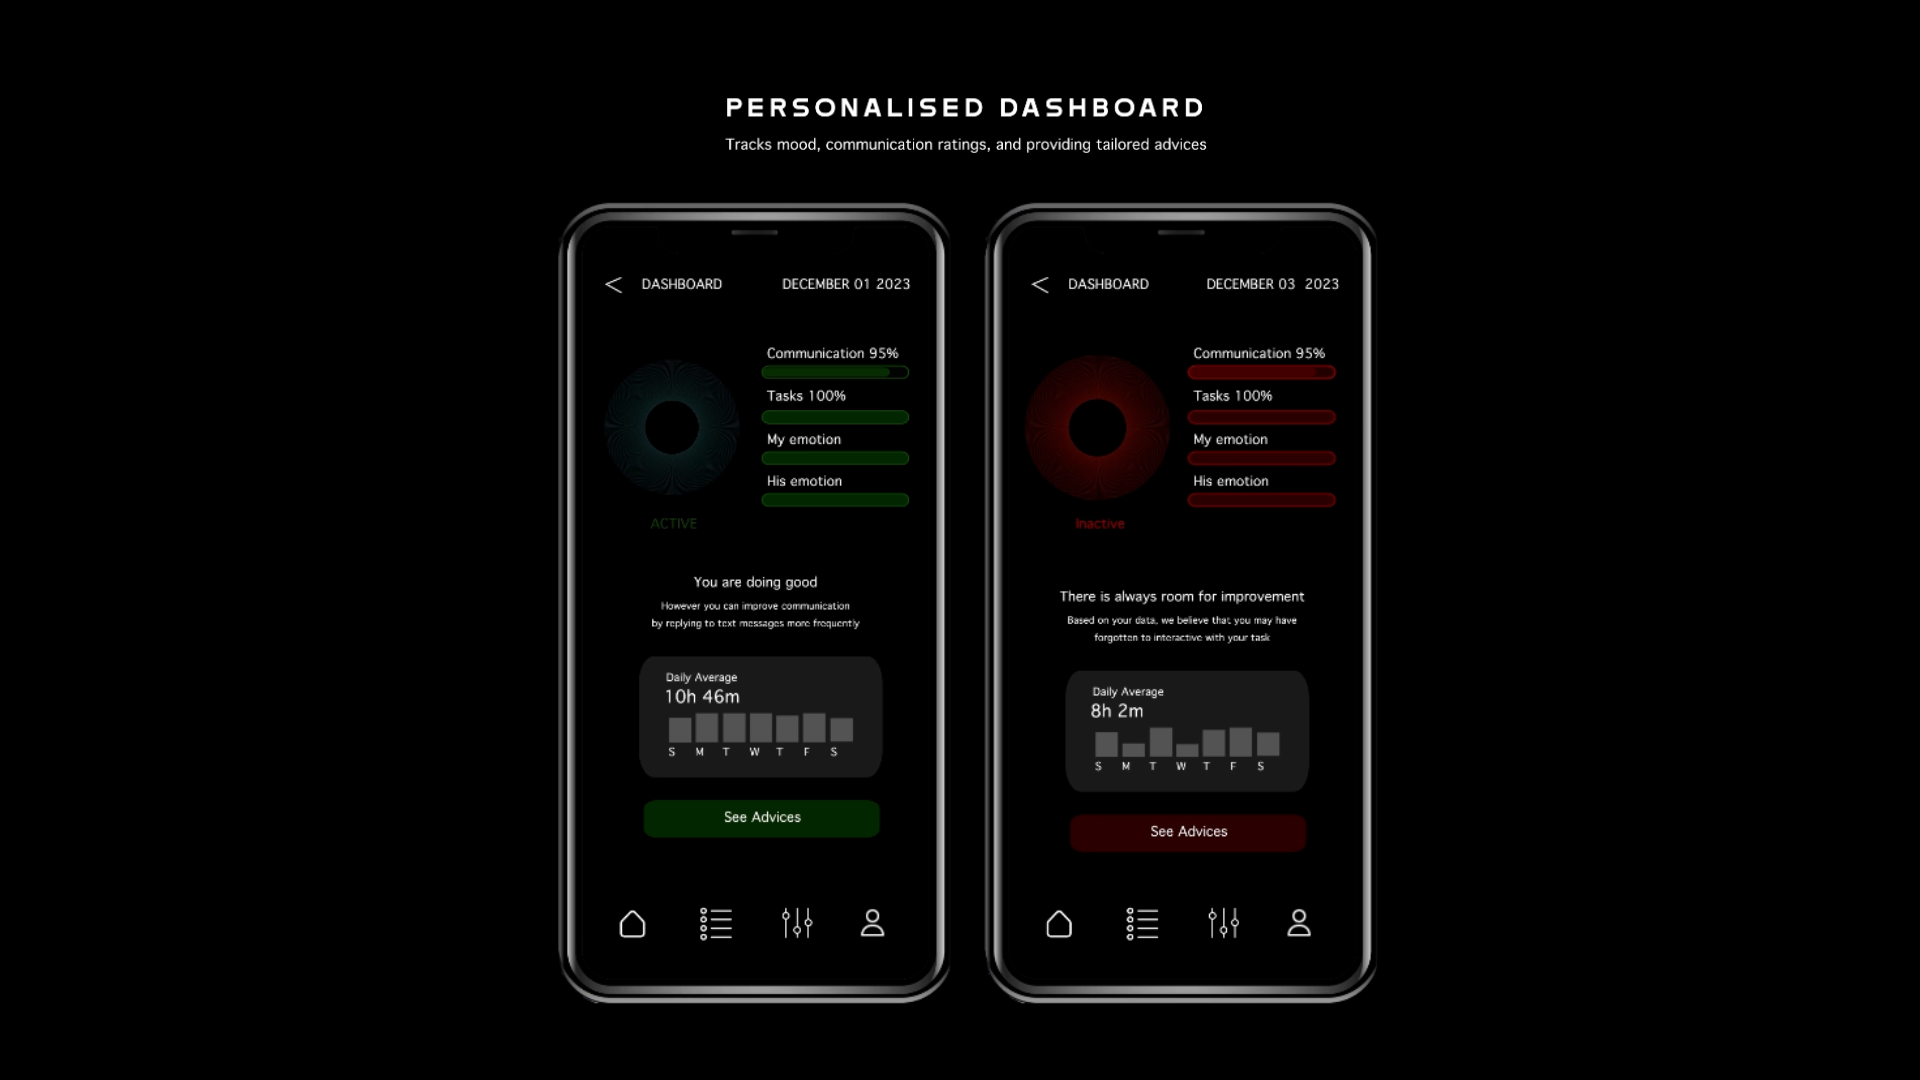 PERSONALISED DASHBOARD
Tracks mood, communication ratings, and providing tailored advices
< DASHBOARD DECEMBER 01 2023
Communication 95%
Tasks 100%
My emotion
His emotion
ACTIVE
You are doing good
However you can improve communication
by replying to text messages more frequently
Daily Average
10h 46m
S M T W T F S
See Advices
< DASHBOARD DECEMBER 03 2023
Communication 95%
Tasks 100%
My emotion
His emotion
Inactive
There is always room for improvement
Based on your data, we believe that you may have
forgotten to interactive with your task
Daily Average
8h 2m
S M T W T F S
See Advices